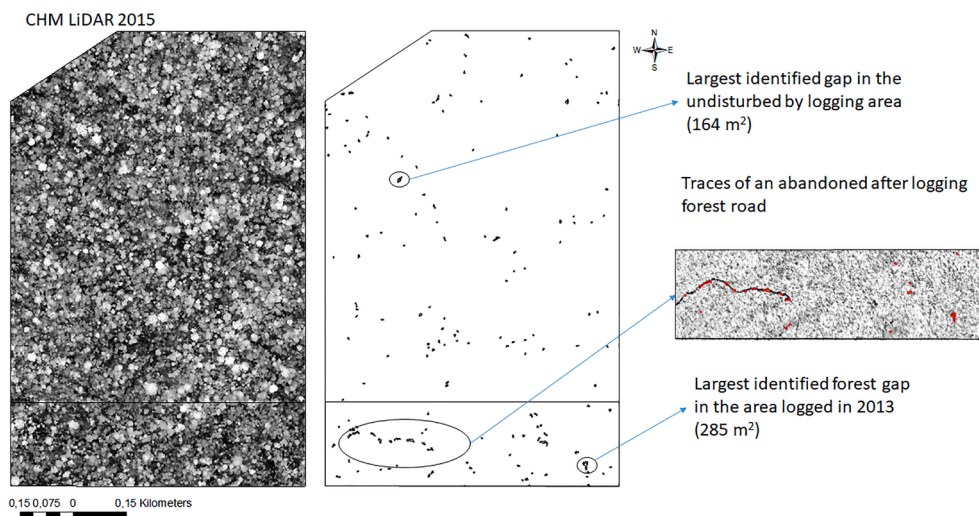 CHM LiDAR 2015
N
W E
S
Largest identified gap in the
undisturbed by logging area
(164 m²)
Traces of an abandoned after logging
forest road
Largest identified forest gap
in the area logged in 2013
(285 m²)
0,15 0,075 0 0,15 Kilometers